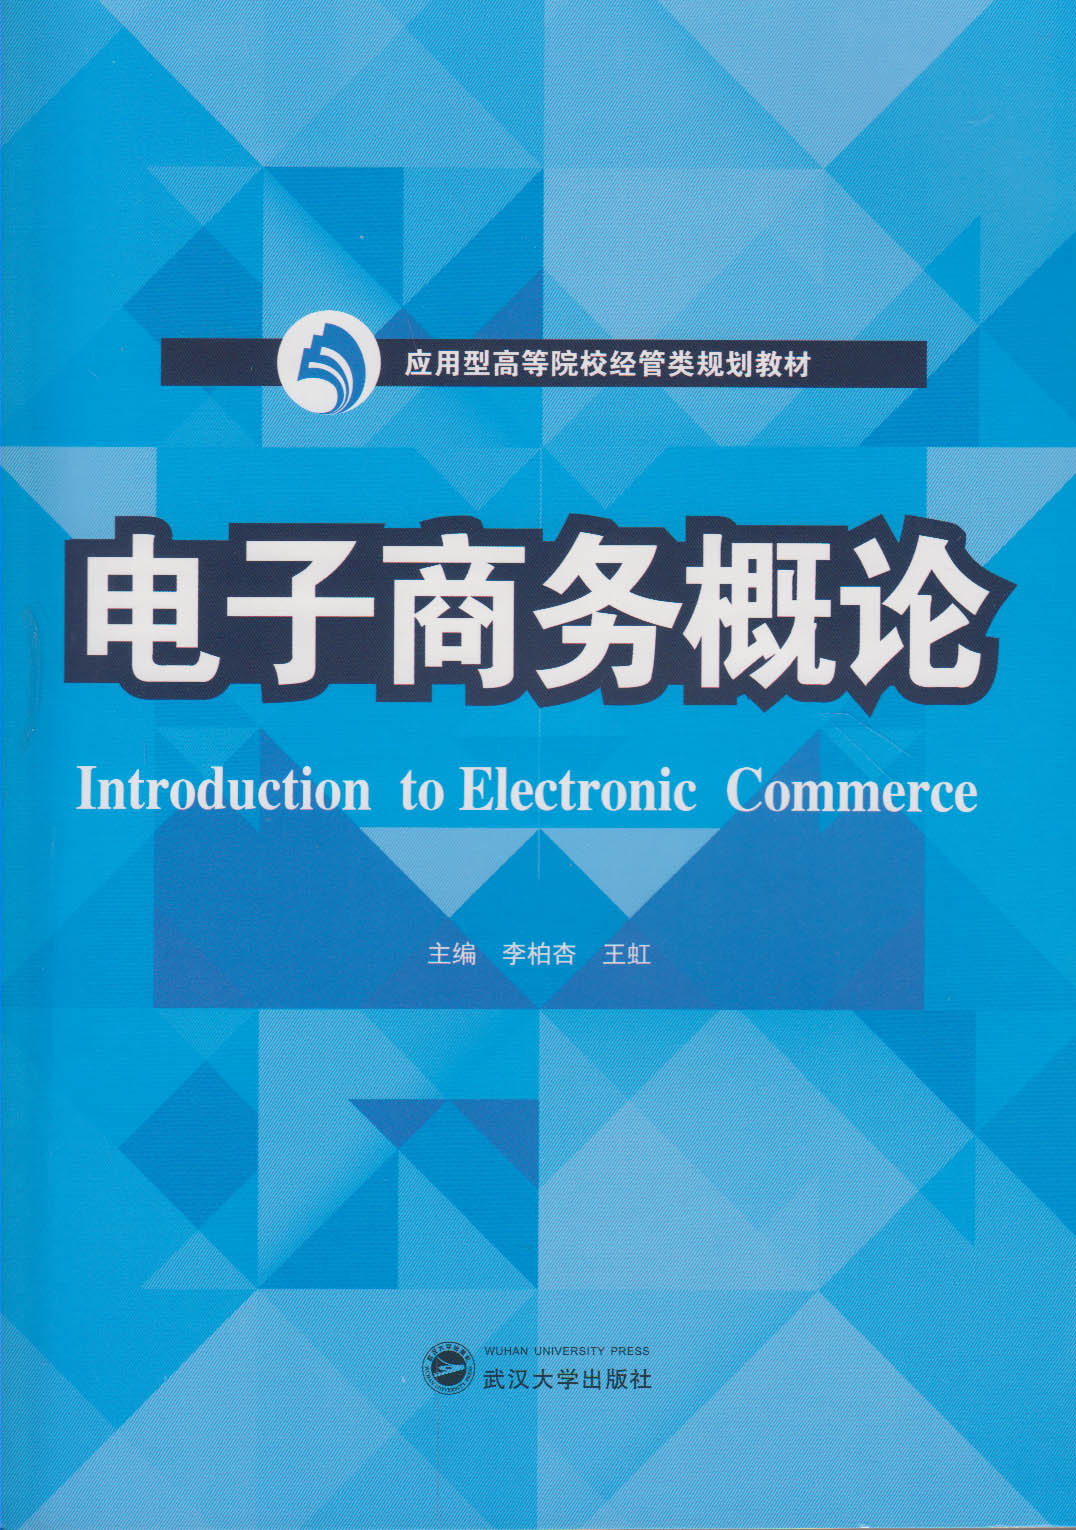 应用型高等院校经管类规划教材
电子商务概论
Introduction to Electronic Commerce
主编 李柏杏 王虹
WUHAN UNIVERSITY PRESS
武汉大学出版社